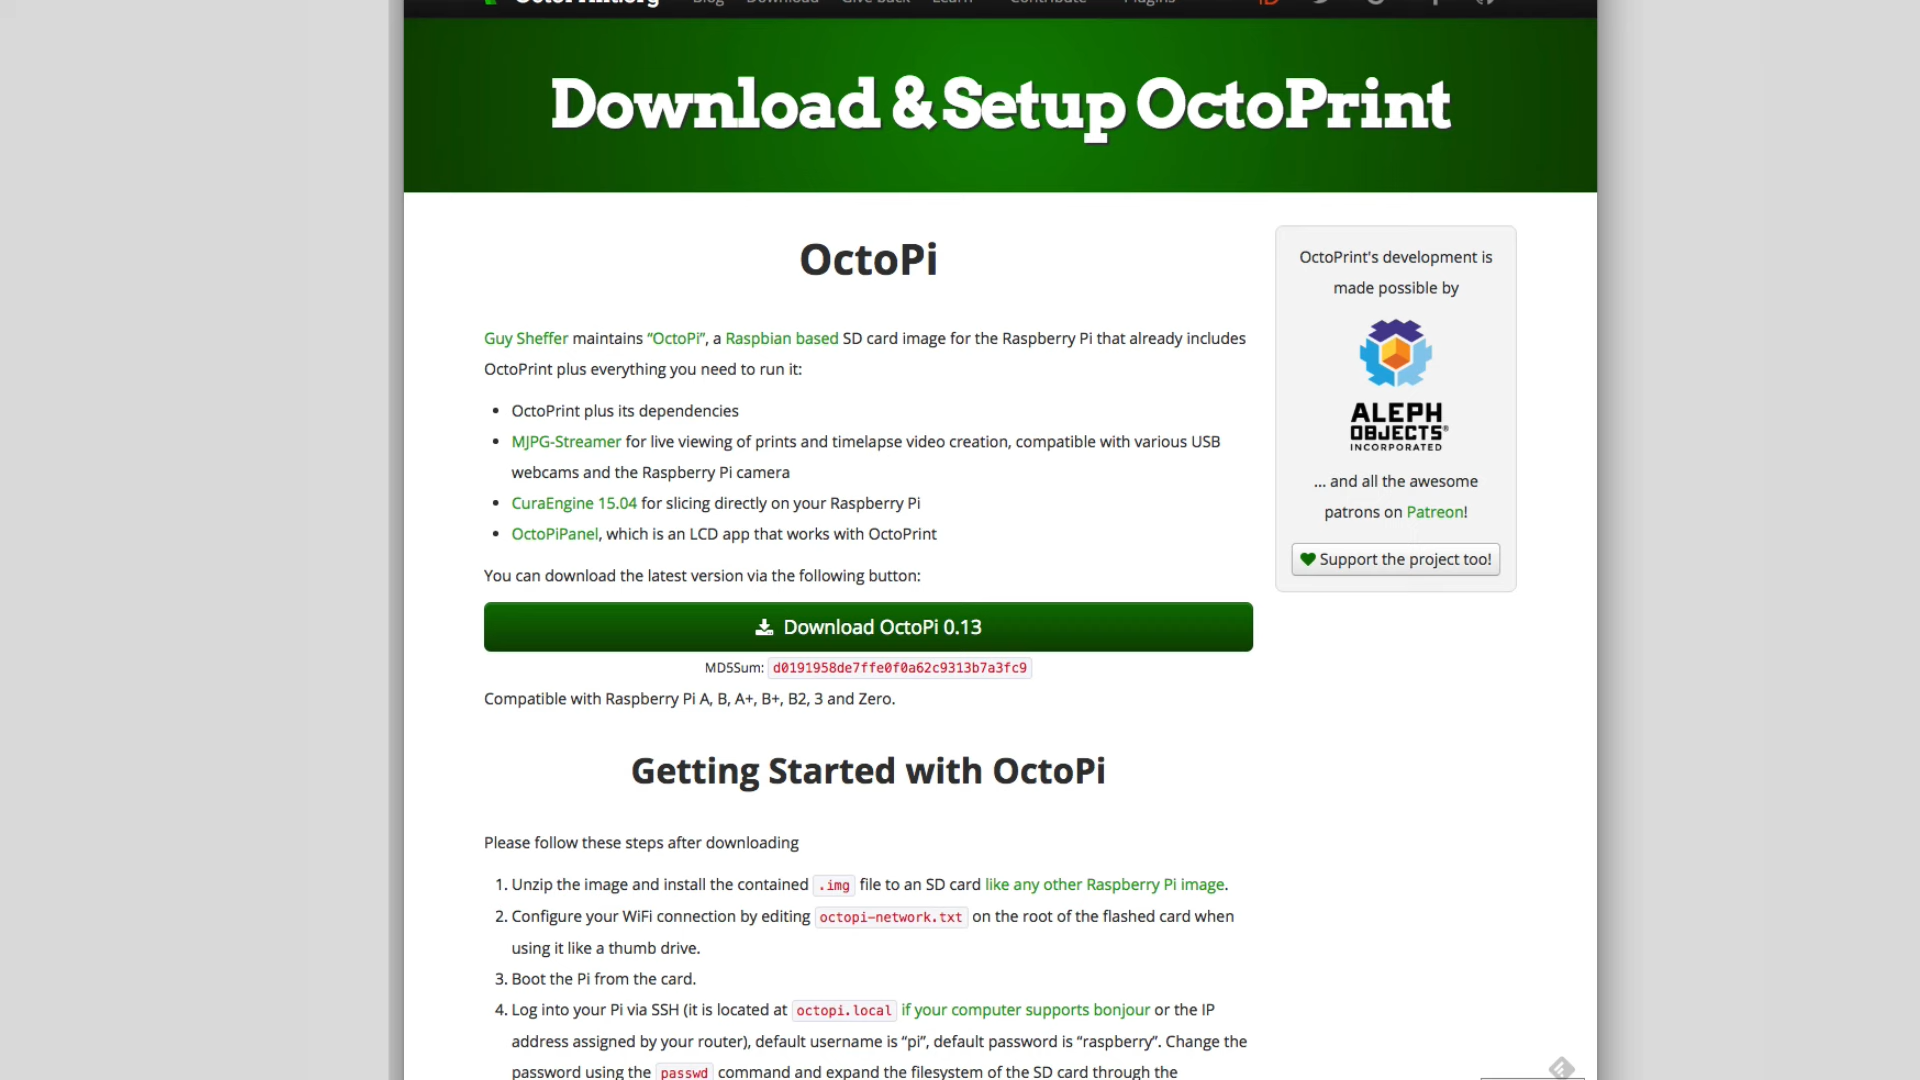 OctoPrint.org Blog Download Give back Learn Contribute Plugins
Download & Setup OctoPrint
OctoPi
Guy Sheffer maintains “OctoPi”, a Raspbian based SD card image for the Raspberry Pi that already includes
OctoPrint plus everything you need to run it:
OctoPrint plus its dependencies
MJPG-Streamer for live viewing of prints and timelapse video creation, compatible with various USB
webcams and the Raspberry Pi camera
CuraEngine 15.04 for slicing directly on your Raspberry Pi
OctoPiPanel, which is an LCD app that works with OctoPrint
You can download the latest version via the following button:
Download OctoPi 0.13
MD5Sum: d0191958de7ffe0f0a62c9313b7a3fc9
Compatible with Raspberry Pi A, B, A+, B+, B2, 3 and Zero.
Getting Started with OctoPi
Please follow these steps after downloading
1. Unzip the image and install the contained .img file to an SD card like any other Raspberry Pi image.
2. Configure your WiFi connection by editing octopi-network.txt on the root of the flashed card when
using it like a thumb drive.
3. Boot the Pi from the card.
4. Log into your Pi via SSH (it is located at octopi.local if your computer supports bonjour or the IP
address assigned by your router), default username is “pi”, default password is “raspberry”. Change the
password using the passwd command and expand the filesystem of the SD card through the
OctoPrint's development is
made possible by
ALEPH
OBJECTS®
INCORPORATED
... and all the awesome
patrons on Patreon!
Support the project too!